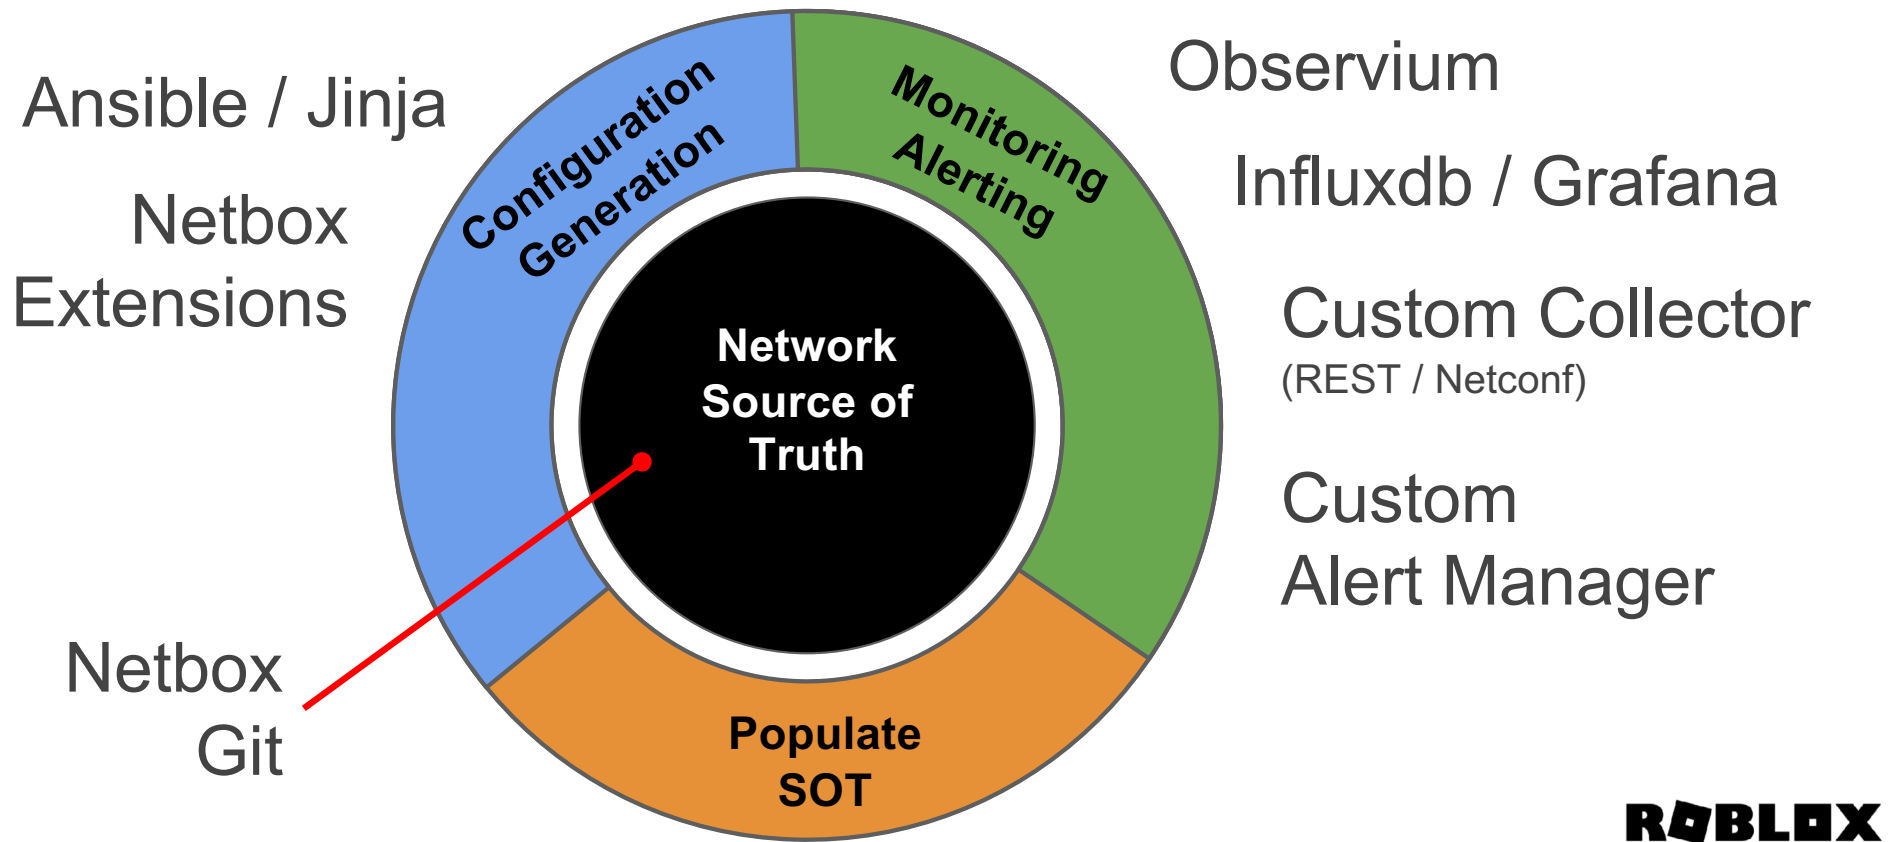 Ansible / Jinja
Netbox
Extensions
Netbox
Git
Configuration
Generation
Monitoring
Alerting
Network
Source of
Truth
Populate
SOT
Observium
Influxdb / Grafana
Custom Collector
(REST / Netconf)
Custom
Alert Manager
ROBLOX